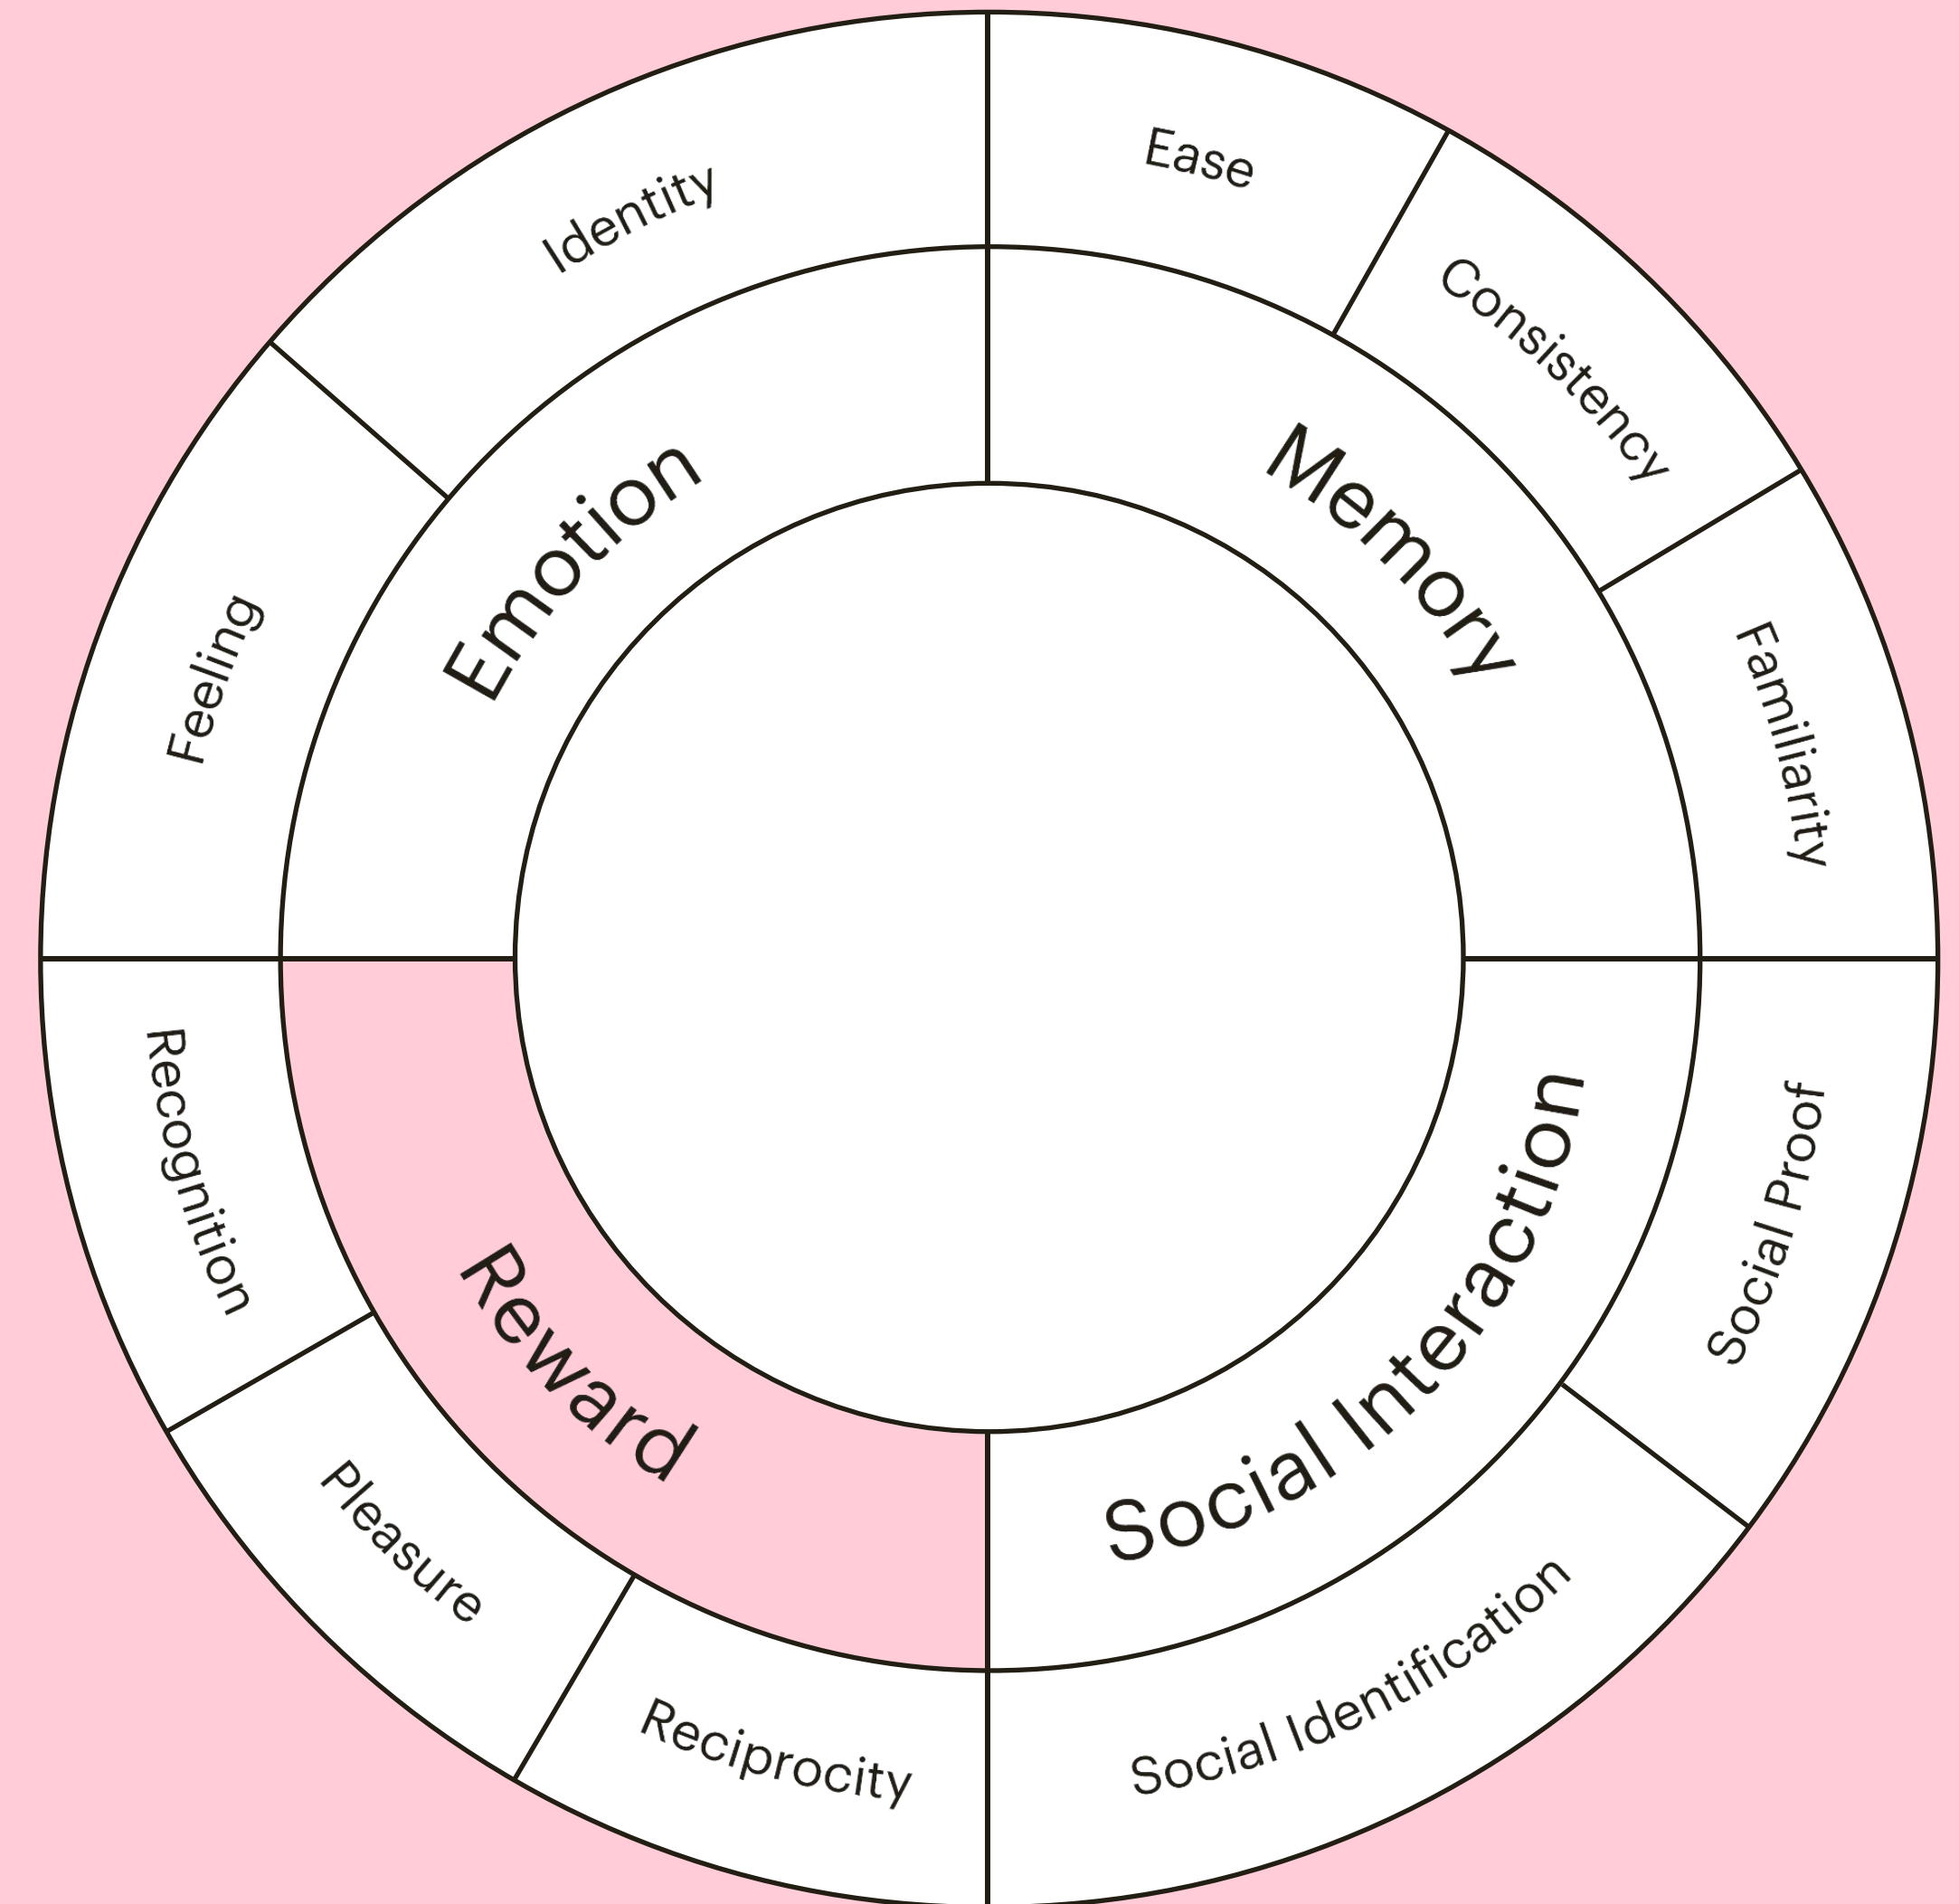 Identity
Ease
Consistency
Familiarity
Feeling
Emotion
Memory
Recognition
Pleasure
Reciprocity
Reward
Social Interaction
Social Proof
Social Identification